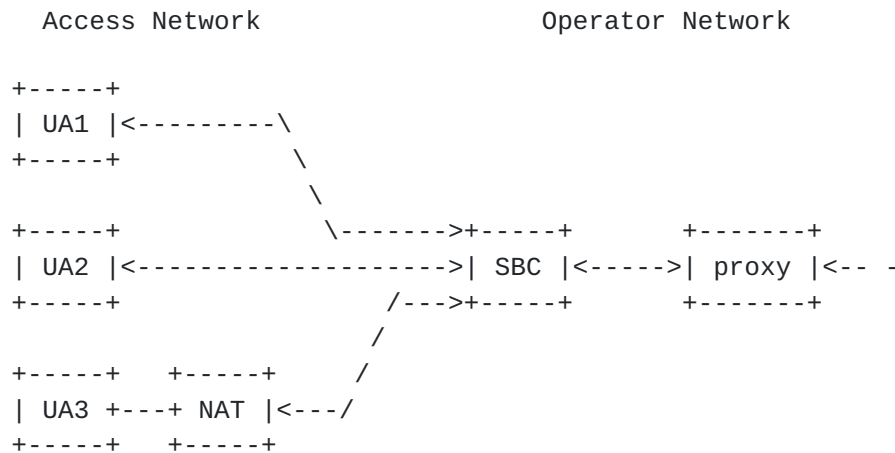 Access Network                   Operator Network

+-----+
| UA1 |<---------\
+-----+           \
                   \
+-----+             \------->+-----+       +-------+
| UA2 |<-------------------->| SBC |<----->| proxy |<-- -
+-----+                 /--->+-----+       +-------+
                       /
+-----+   +-----+     /
| UA3 +---+ NAT |<---/
+-----+   +-----+